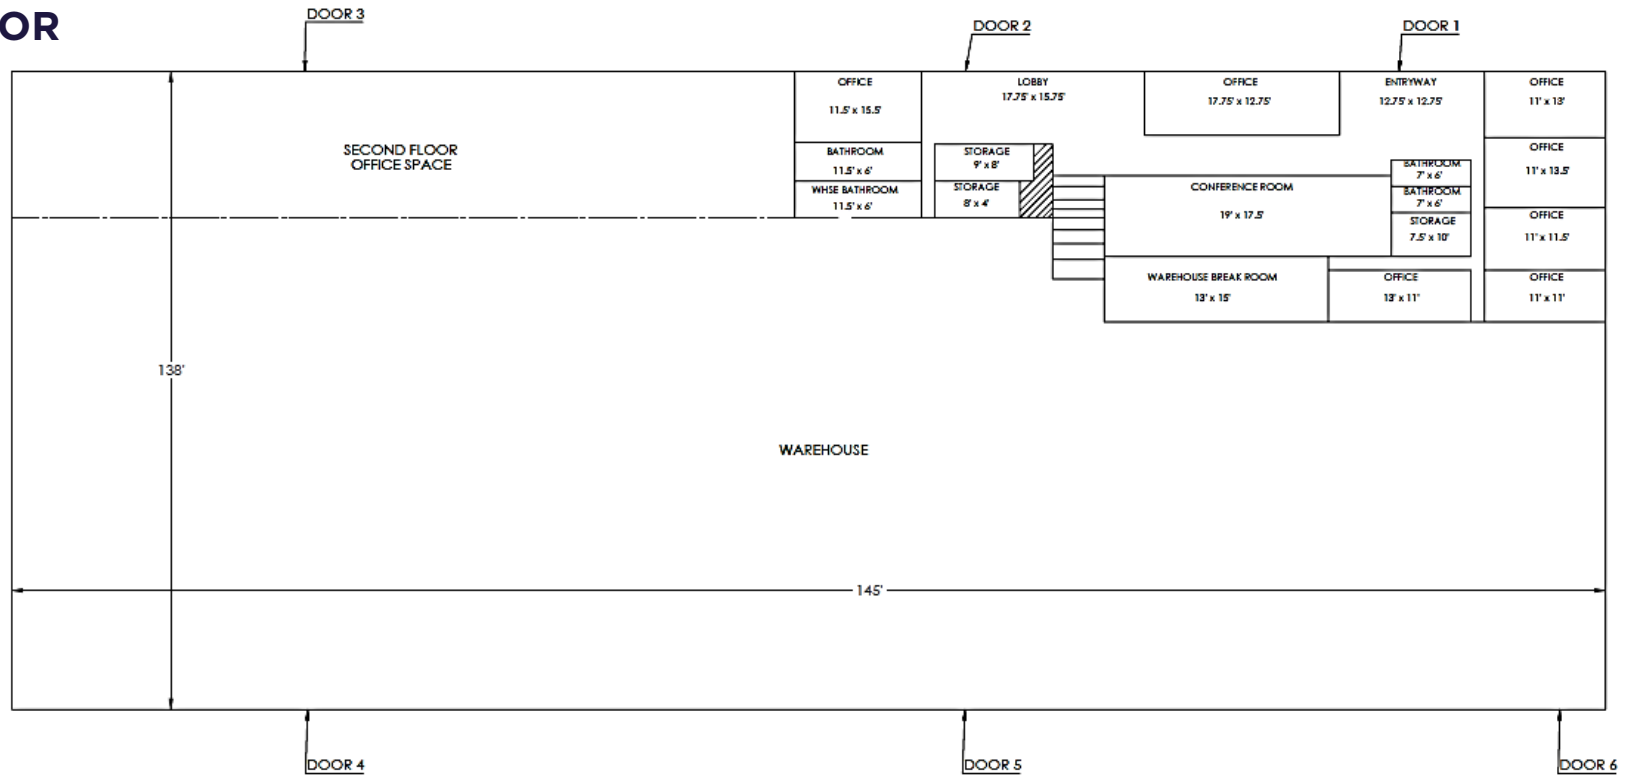 OR
DOOR 3
DOOR 2
DOOR 1
OFFICE
11.5' x 15.5'
LOBBY
17.75' x 15.75'
OFFICE
17.75' x 12.75'
ENTRYWAY
12.75' x 12.75'
OFFICE
11' x 13'
SECOND FLOOR
OFFICE SPACE
BATHROOM
11.5' x 6'
WHSE BATHROOM
11.5' x 6'
STORAGE
9' x 8'
STORAGE
8' x 4'
CONFERENCE ROOM
19' x 17.5'
BATHROOM
7' x 6'
BATHROOM
7' x 6'
STORAGE
7.5' x 10'
OFFICE
11' x 13.5'
OFFICE
11' x 11.5'
WAREHOUSE BREAK ROOM
13' x 15'
OFFICE
13' x 11'
OFFICE
11' x 11'
138'
WAREHOUSE
145'
DOOR 4
DOOR 5
DOOR 6